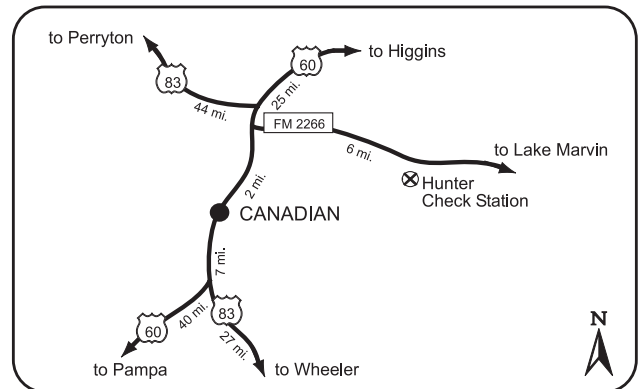 to Perryton
60
to Higgins
83
44 mi.
25 mi.
FM 2266
6 mi.
to Lake Marvin
Hunter
Check Station
2 mi.
CANADIAN
7 mi.
83
60
40 mi.
27 mi.
to Pampa
to Wheeler
N